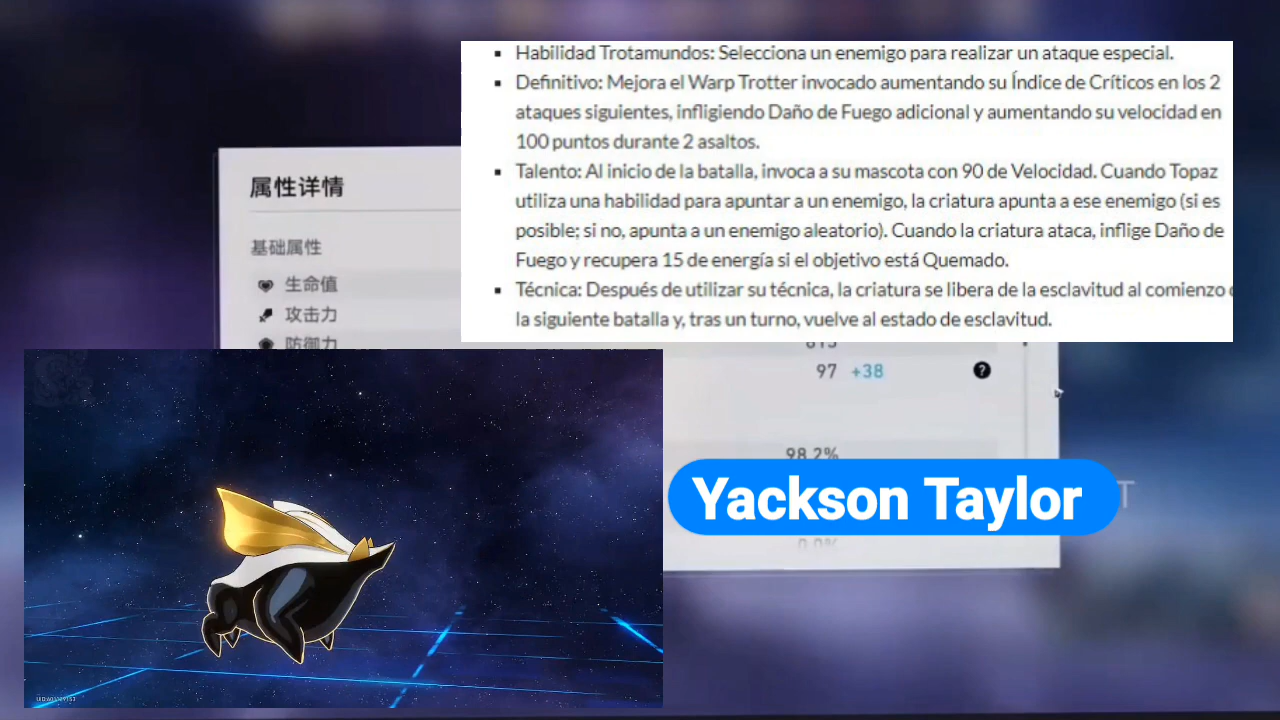 Habilidad Trotamundos: Selecciona un enemigo para realizar un ataque especial.
Definitivo: Mejora el Warp Trotter invocado aumentando su Índice de Críticos en los 2
ataques siguientes, infligiendo Daño de Fuego adicional y aumentando su velocidad en
100 puntos durante 2 asaltos.
Talento: Al inicio de la batalla, invoca a su mascota con 90 de Velocidad. Cuando Topaz
utiliza una habilidad para apuntar a un enemigo, la criatura apunta a ese enemigo (si es
posible; si no, apunta a un enemigo aleatorio). Cuando la criatura ataca, inflige Daño de
Fuego y recupera 15 de energía si el objetivo está Quemado.
Técnica: Después de utilizar su técnica, la criatura se libera de la esclavitud al comienzo
la siguiente batalla y, tras un turno, vuelve al estado de esclavitud.
属性详情
基础属性
生命值
攻击力
防御力
97 +38
98.2%
Yackson Taylor
T
0.0%